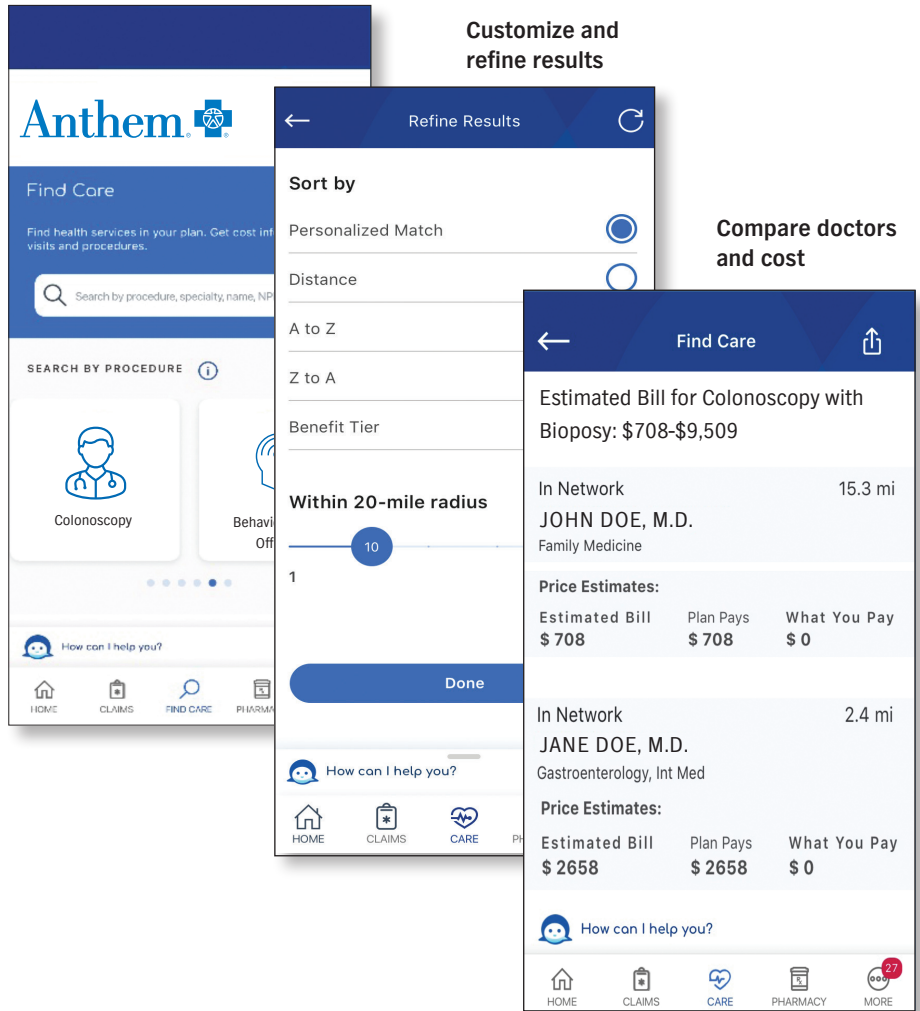 Customize and
refine results
Compare doctors
and cost
Anthem
Find Care
Find health services in your plan. Get cost
visits and procedures.
Search by procedure, specialty, name,
SEARCH BY PROCEDURE
Colonoscopy
How can I help you?
HOME CLAIMS FIND CARE
Refine Results
Sort by
Personalized Match
Distance
A to Z
Z to A
Benefit Tier
Within 20-mile radius
10
1
Done
How can I help you?
HOME CLAIMS CARE
Find Care
Estimated Bill for Colonoscopy with
Bioposy: $708-$9,509
In Network 15.3 mi
JOHN DOE, M.D.
Family Medicine
Price Estimates:
Estimated Bill Plan Pays What You Pay
$ 708 $ 708 $ 0
In Network 2.4 mi
JANE DOE, M.D.
Gastroenterology, Int Med
Price Estimates:
Estimated Bill Plan Pays What You Pay
$ 2658 $ 2658 $ 0
How can I help you?
27
HOME CLAIMS CARE PHARMACY MORE